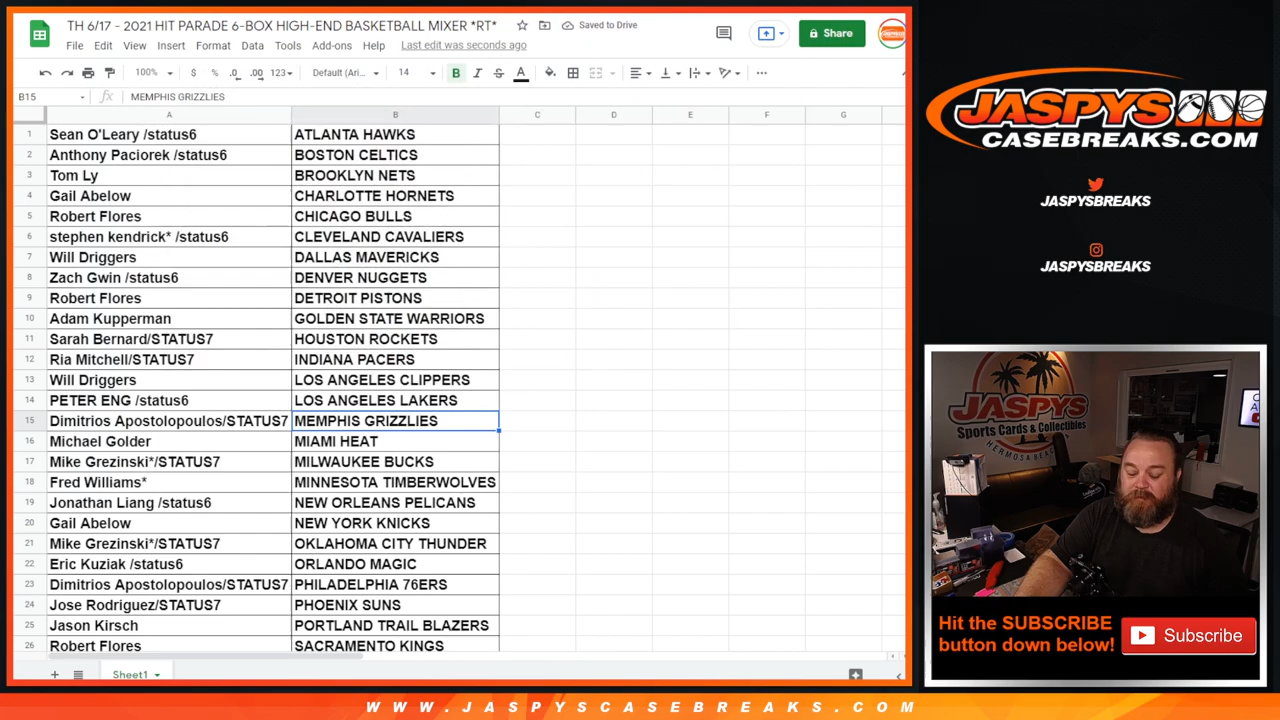 TH 6/17 - 2021 HIT PARADE 6-BOX HIGH-END BASKETBALL MIXER *RT*
Saved to Drive
Share
File Edit View Insert Format Data Tools Add-ons Help Last edit was seconds ago
100% $ % .0 .00 123 Default (Ari... 14 B I S A
B15 fx MEMPHIS GRIZZLIES
A B C D E F G
1 Sean O'Leary /status6 ATLANTA HAWKS
2 Anthony Paciorek /status6 BOSTON CELTICS
3 Tom Ly BROOKLYN NETS
4 Gail Abelow CHARLOTTE HORNETS
5 Robert Flores CHICAGO BULLS
6 stephen kendrick* /status6 CLEVELAND CAVALIERS
7 Will Driggers DALLAS MAVERICKS
8 Zach Gwin /status6 DENVER NUGGETS
9 Robert Flores DETROIT PISTONS
10 Adam Kupperman GOLDEN STATE WARRIORS
11 Sarah Bernard/STATUS7 HOUSTON ROCKETS
12 Ria Mitchell/STATUS7 INDIANA PACERS
13 Will Driggers LOS ANGELES CLIPPERS
14 PETER ENG /status6 LOS ANGELES LAKERS
15 Dimitrios Apostolopoulos/STATUS7 MEMPHIS GRIZZLIES
16 Michael Golder MIAMI HEAT
17 Mike Grezinski*/STATUS7 MILWAUKEE BUCKS
18 Fred Williams* MINNESOTA TIMBERWOLVES
19 Jonathan Liang /status6 NEW ORLEANS PELICANS
20 Gail Abelow NEW YORK KNICKS
21 Mike Grezinski*/STATUS7 OKLAHOMA CITY THUNDER
22 Eric Kuziak /status6 ORLANDO MAGIC
23 Dimitrios Apostolopoulos/STATUS7 PHILADELPHIA 76ERS
24 Jose Rodriguez/STATUS7 PHOENIX SUNS
25 Jason Kirsch PORTLAND TRAIL BLAZERS
26 Robert Flores SACRAMENTO KINGS
Sheet1
JASPYS
CASEBREAKS.COM
JASPYSBREAKS
JASPYSBREAKS
JASPYS
Sports Cards & Collectibles
HERMOSA BEACH
Hit the SUBSCRIBE
button down below!
Subscribe
WWW.JASPYSCASEBREAKS.COM